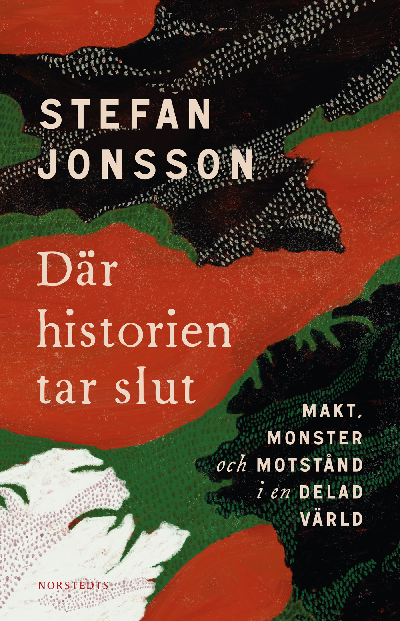 STEFAN
JONSSON
Där
historien
tar slut
MAKT,
MONSTER
och MOTSTÅND
i en DELAD
VÄRLD
NORSTEDTS